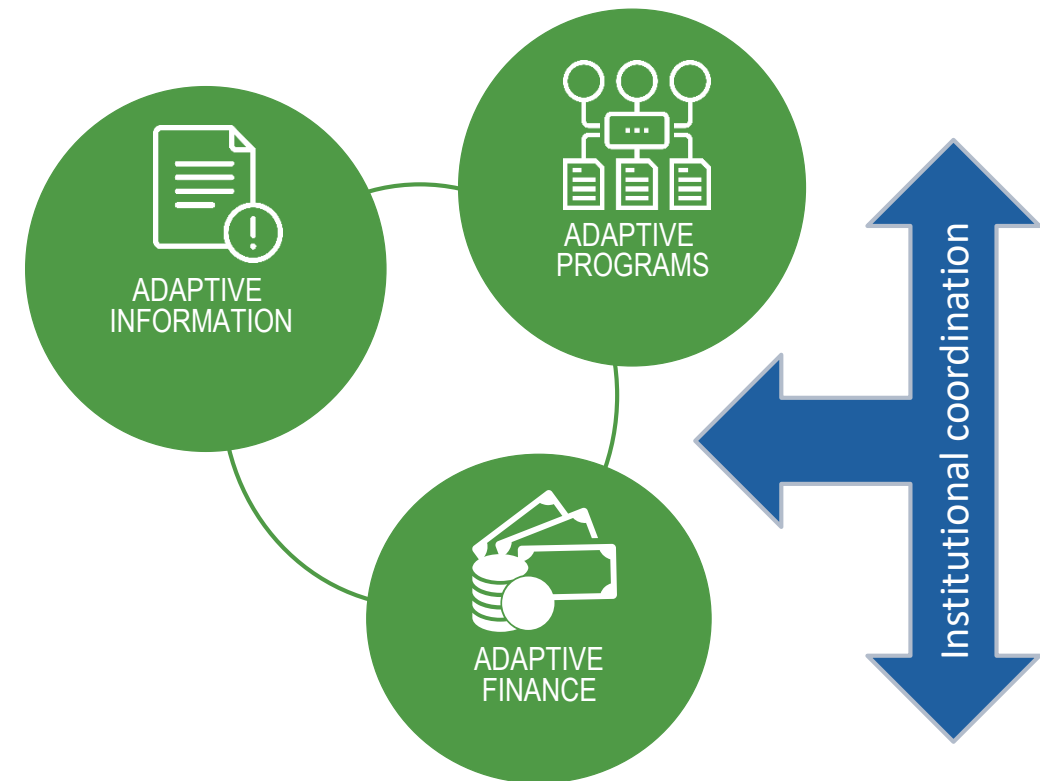 ADAPTIVE
INFORMATION
ADAPTIVE
PROGRAMS
ADAPTIVE
FINANCE
Institutional coordination